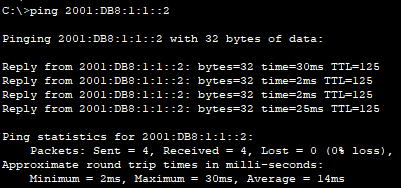 C:\>ping 2001:DB8:1:1::2
Pinging 2001:DB8:1:1::2 with 32 bytes of data:
Reply from 2001:DB8:1:1::2: bytes=32 time=30ms TTL=125
Reply from 2001:DB8:1:1::2: bytes=32 time=2ms TTL=125
Reply from 2001:DB8:1:1::2: bytes=32 time=2ms TTL=125
Reply from 2001:DB8:1:1::2: bytes=32 time=25ms TTL=125
Ping statistics for 2001:DB8:1:1::2:
Packets: Sent = 4, Received = 4, Lost = 0 (0% loss),
Approximate round trip times in milli-seconds:
Minimum = 2ms, Maximum = 30ms, Average = 14ms